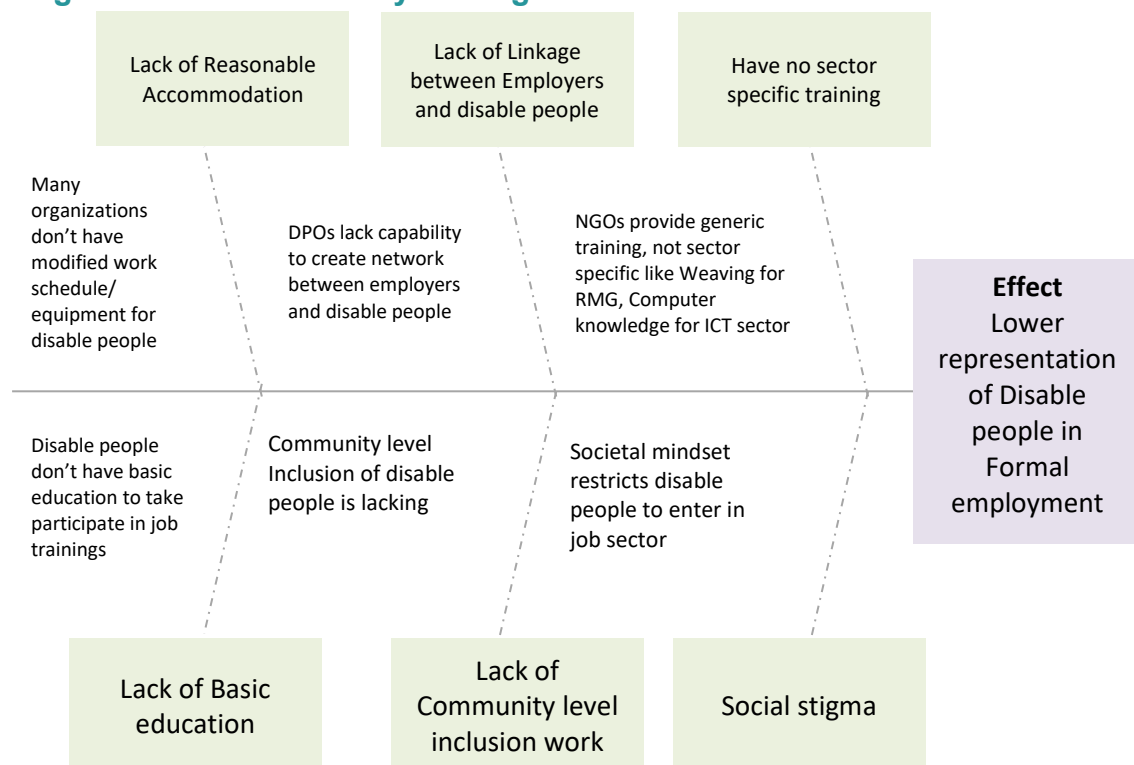 Lack of Reasonable
Accommodation
Lack of Linkage
between Employers
and disable people
Have no sector
specific training
Many
organizations
don’t have
modified work
schedule/
equipment for
disable people
DPOs lack capability
to create network
between employers
and disable people
NGOs provide generic
training, not sector
specific like Weaving for
RMG, Computer
knowledge for ICT sector
Effect
Lower
representation
of Disable
people in
Formal
employment
Disable people
don’t have basic
education to take
participate in job
trainings
Community level
Inclusion of disable
people is lacking
Societal mindset
restricts disable
people to enter in
job sector
Lack of Basic
education
Lack of
Community level
inclusion work
Social stigma